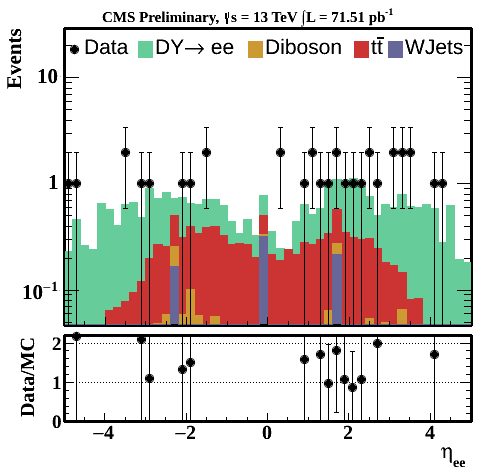 CMS Preliminary, √s = 13 TeV ∫L = 71.51 pb⁻¹
Events
Data DY→ ee Diboson tt̄ WJets
10
1
10⁻¹
Data/MC
2
1
0
−4 −2 0 2 4
η_ee